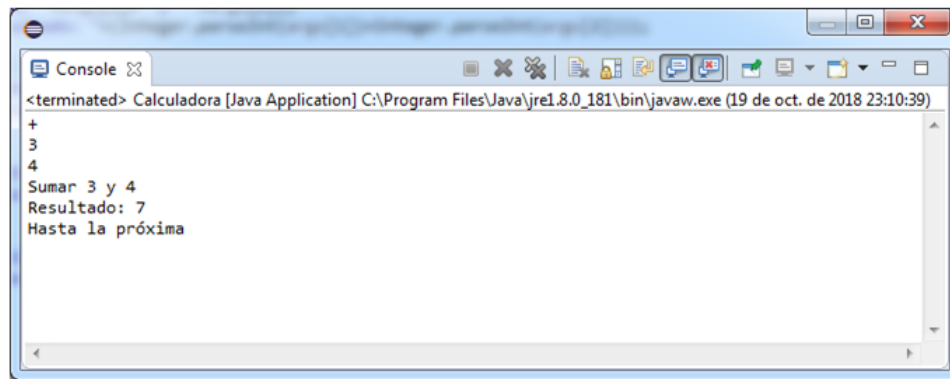 Console
<terminated> Calculadora [Java Application] C:\Program Files\Java\jre1.8.0_181\bin\javaw.exe (19 de oct. de 2018 23:10:39)
+
3
4
Sumar 3 y 4
Resultado: 7
Hasta la próxima